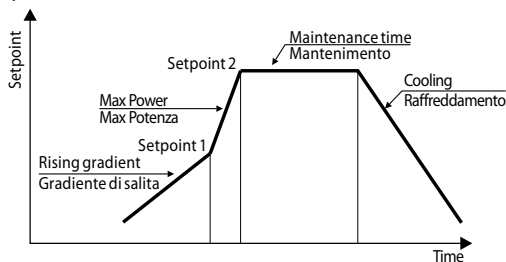 Setpoint
Setpoint 2
Maintenance time
Mantenimento
Max Power
Max Potenza
Cooling
Raffreddamento
Setpoint 1
Rising gradient
Gradiente di salita
Time